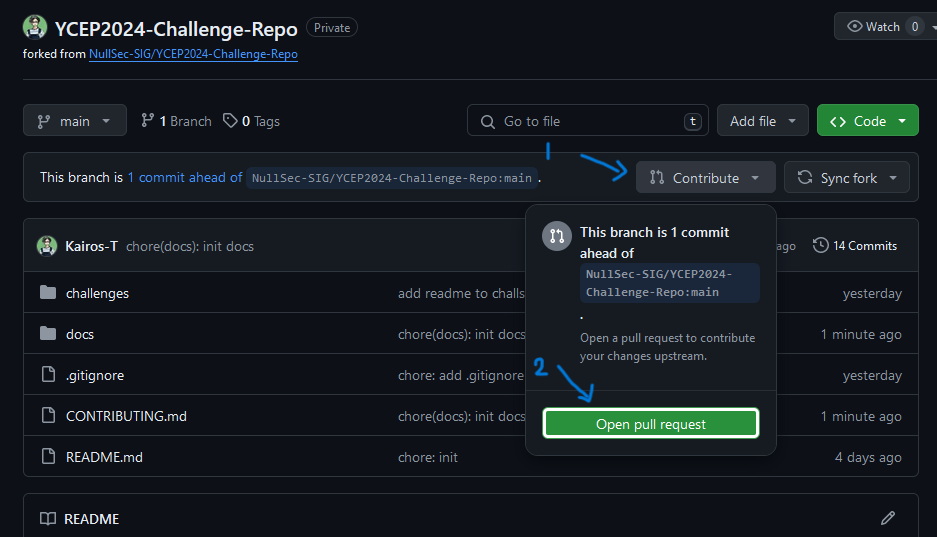 YCEP2024-Challenge-Repo Private
Watch 0
forked from NullSec-SIG/YCEP2024-Challenge-Repo
main 1 Branch 0 Tags Go to file t Add file <> Code
1
This branch is 1 commit ahead of NullSec-SIG/YCEP2024-Challenge-Repo:main .
Contribute Sync fork
Kairos-T chore(docs): init docs
ago 14 Commits
This branch is 1 commit
ahead of
NullSec-SIG/YCEP2024-
Challenge-Repo:main
.
Open a pull request to contribute
your changes upstream.
2
Open pull request
challenges add readme to challs yesterday
docs chore(docs): init docs 1 minute ago
.gitignore chore: add .gitignore yesterday
CONTRIBUTING.md chore(docs): init docs 1 minute ago
README.md chore: init 4 days ago
README